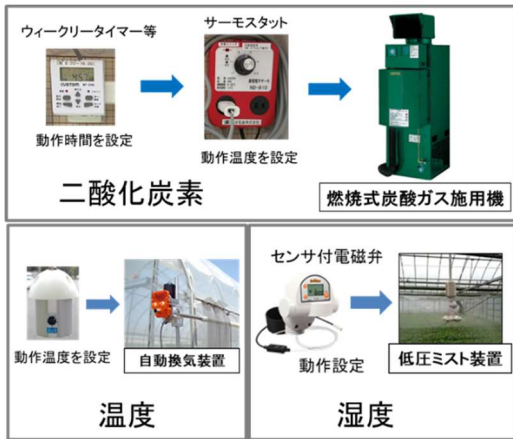 ウィークリータイマー等
サーモスタット
CUSTOM
動作時間を設定
ND-610
動作温度を設定
二酸化炭素
燃焼式炭酸ガス施用機
動作温度を設定
自動換気装置
温度
センサ付電磁弁
動作設定
低圧ミスト装置
湿度